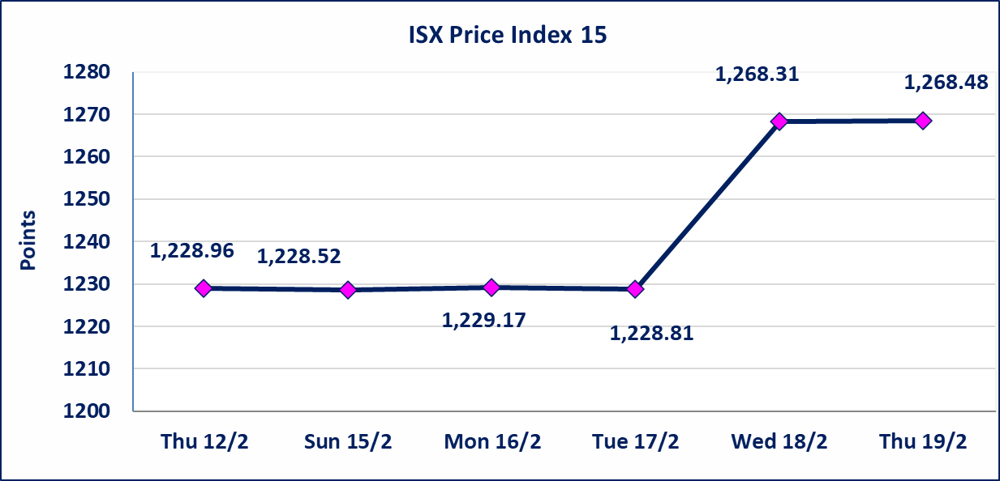 ISX Price Index 15
Points
1280
1270
1260
1250
1240
1230
1220
1210
1200
1,228.96
1,228.52
1,229.17
1,228.81
1,268.31
1,268.48
Thu 12/2
Sun 15/2
Mon 16/2
Tue 17/2
Wed 18/2
Thu 19/2